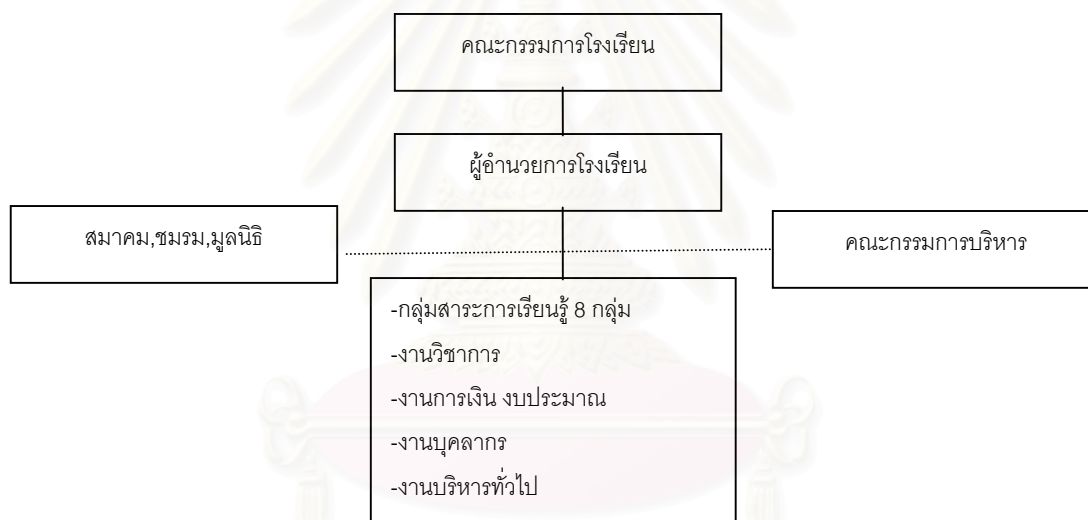 คณะกรรมการโรงเรียน
ผู้อำนวยการโรงเรียน
สมาคม,ชมรม,มูลนิธิ
คณะกรรมการบริหาร
-กลุ่มสาระการเรียนรู้ 8 กลุ่ม
-งานวิชาการ
-งานการเงิน งบประมาณ
-งานบุคลากร
-งานบริหารทั่วไป